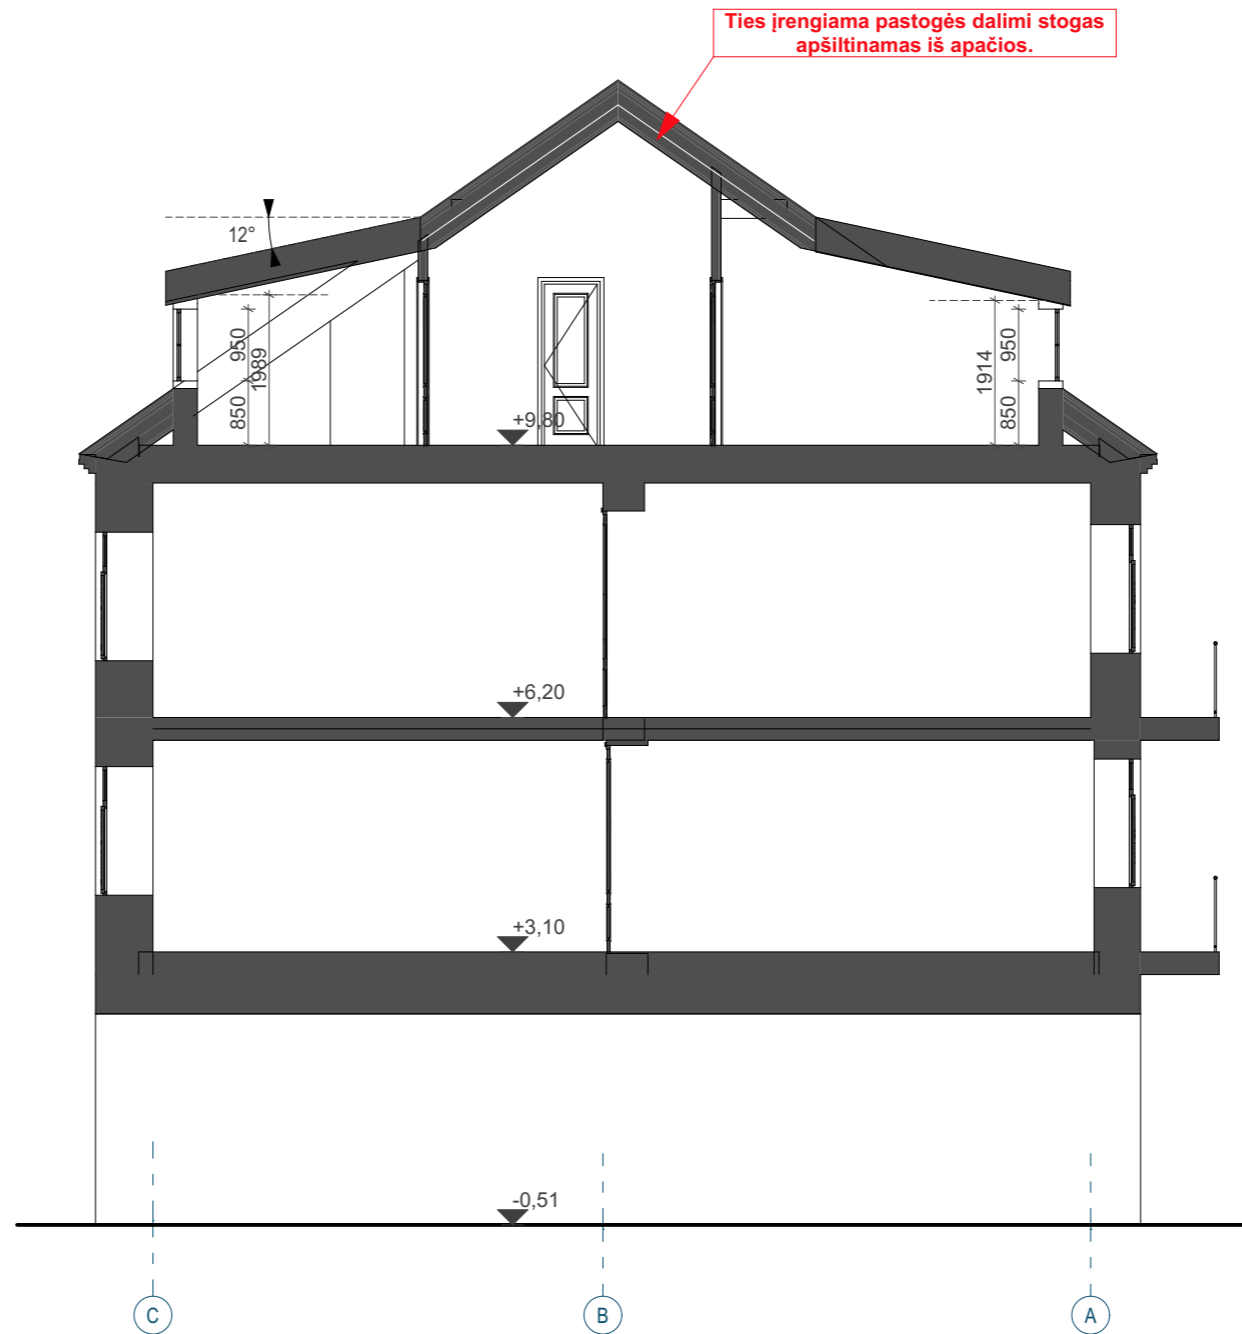 Ties įrengiama pastogės dalimi stogas
apšiltinamas iš apačios.
12°
950
1989
850
1914
950
850
+9,80
+6,20
+3,10
-0,51
C
B
A